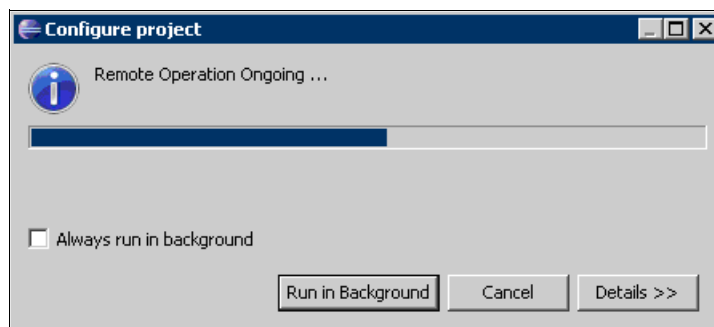 Configure project
Remote Operation Ongoing ...
Always run in background
Run in Background Cancel Details >>